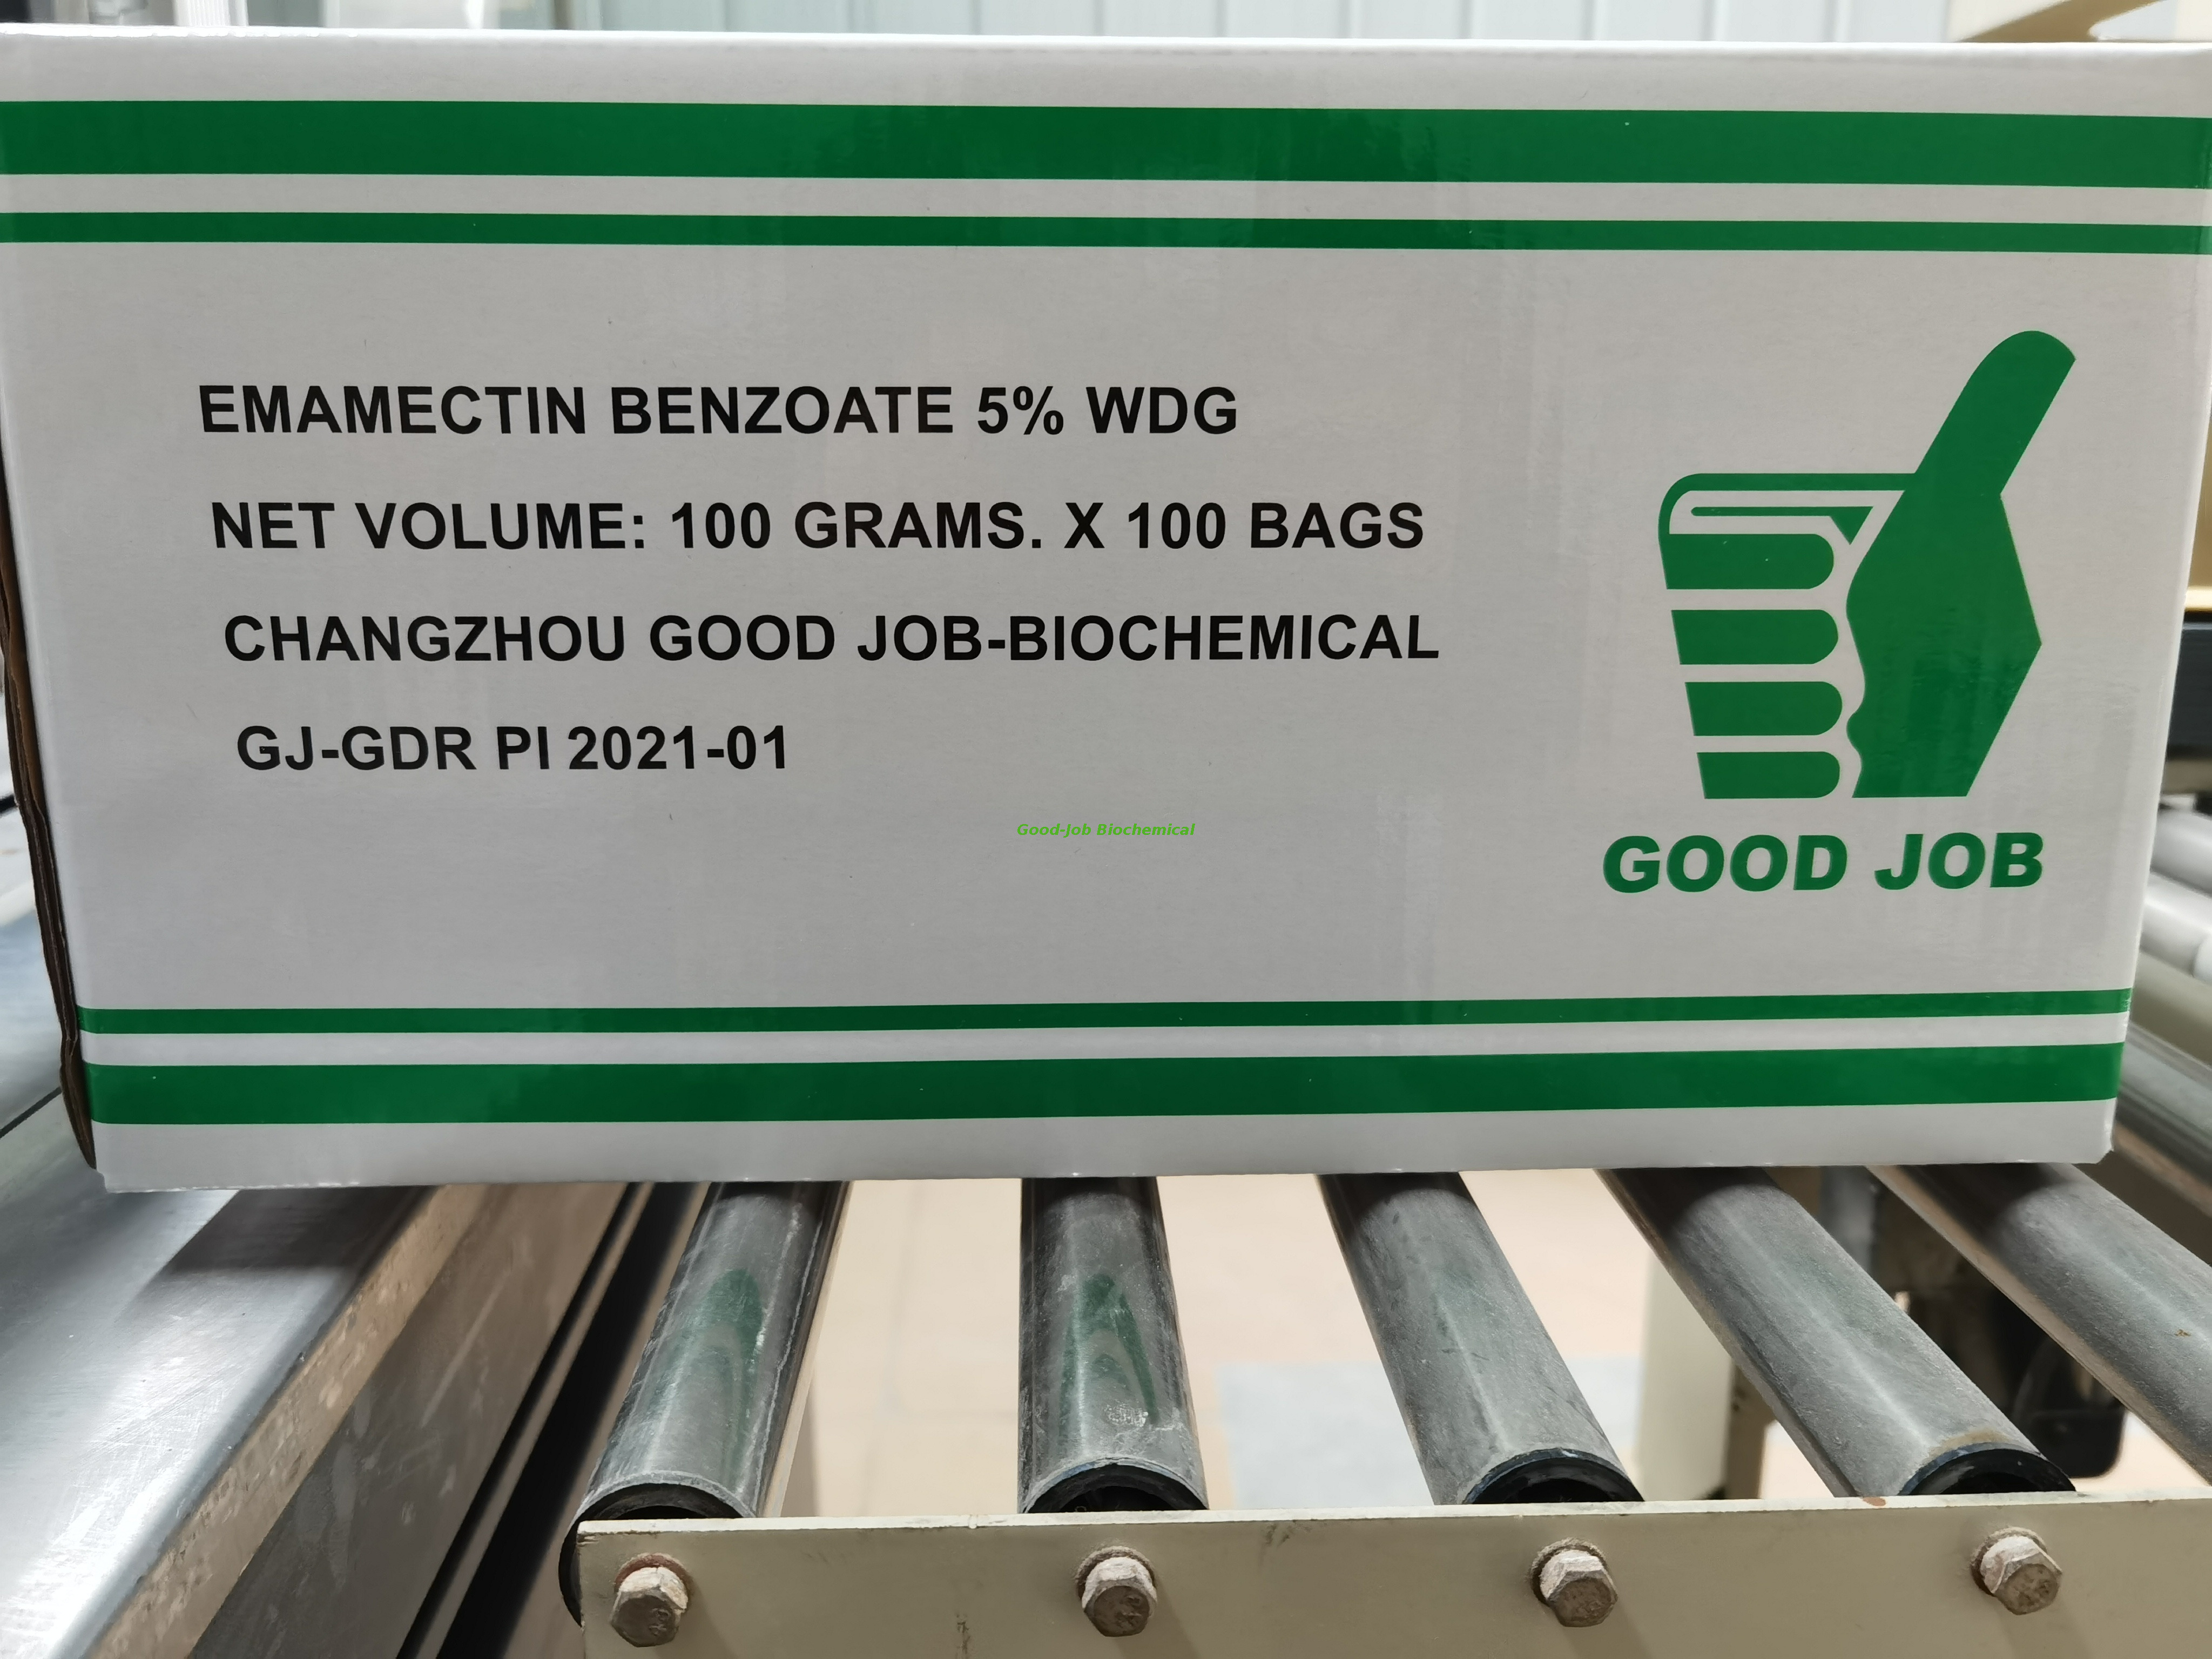 EMAMECTIN BENZOATE 5% WDG
NET VOLUME: 100 GRAMS. X 100 BAGS
CHANGZHOU GOOD JOB-BIOCHEMICAL
GJ-GDR PI 2021-01
Good-Job Biochemical
GOOD JOB